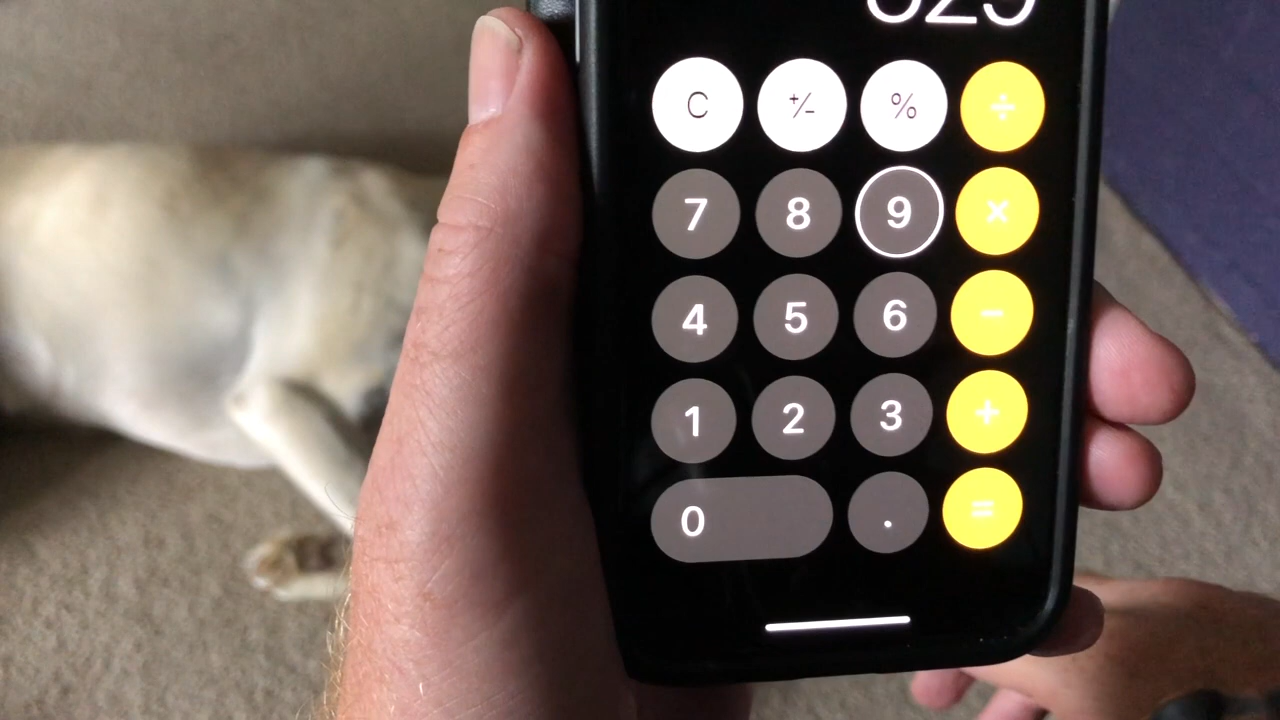 C +/- % ÷
7 8 9 ×
4 5 6 −
1 2 3 +
0 . =